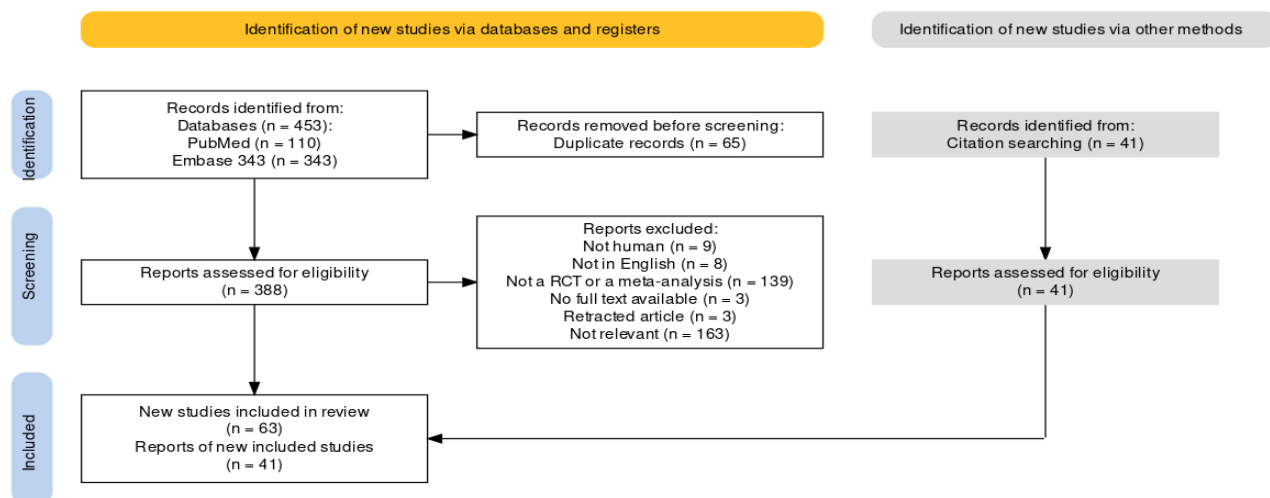 Identification of new studies via databases and registers
Identification of new studies via other methods
Identification
Records identified from:
Databases (n = 453):
PubMed (n = 110)
Embase 343 (n = 343)
Records removed before screening:
Duplicate records (n = 65)
Records identified from:
Citation searching (n = 41)
Screening
Reports assessed for eligibility
(n = 388)
Reports excluded:
Not human (n = 9)
Not in English (n = 8)
Not a RCT or a meta-analysis (n = 139)
No full text available (n = 3)
Retracted article (n = 3)
Not relevant (n = 163)
Reports assessed for eligibility
(n = 41)
Included
New studies included in review
(n = 63)
Reports of new included studies
(n = 41)